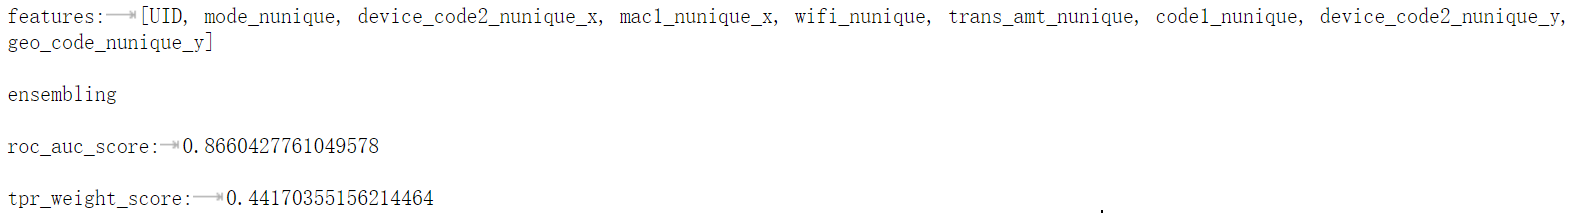 features: [UID, mode_nunique, device_code2_nunique_x, mac1_nunique_x, wifi_nunique, trans_amt_nunique, code1_nunique, device_code2_nunique_y,
geo_code_nunique_y]
ensembling
roc_auc_score: 0.8660427761049578
tpr_weight_score: 0.44170355156214464